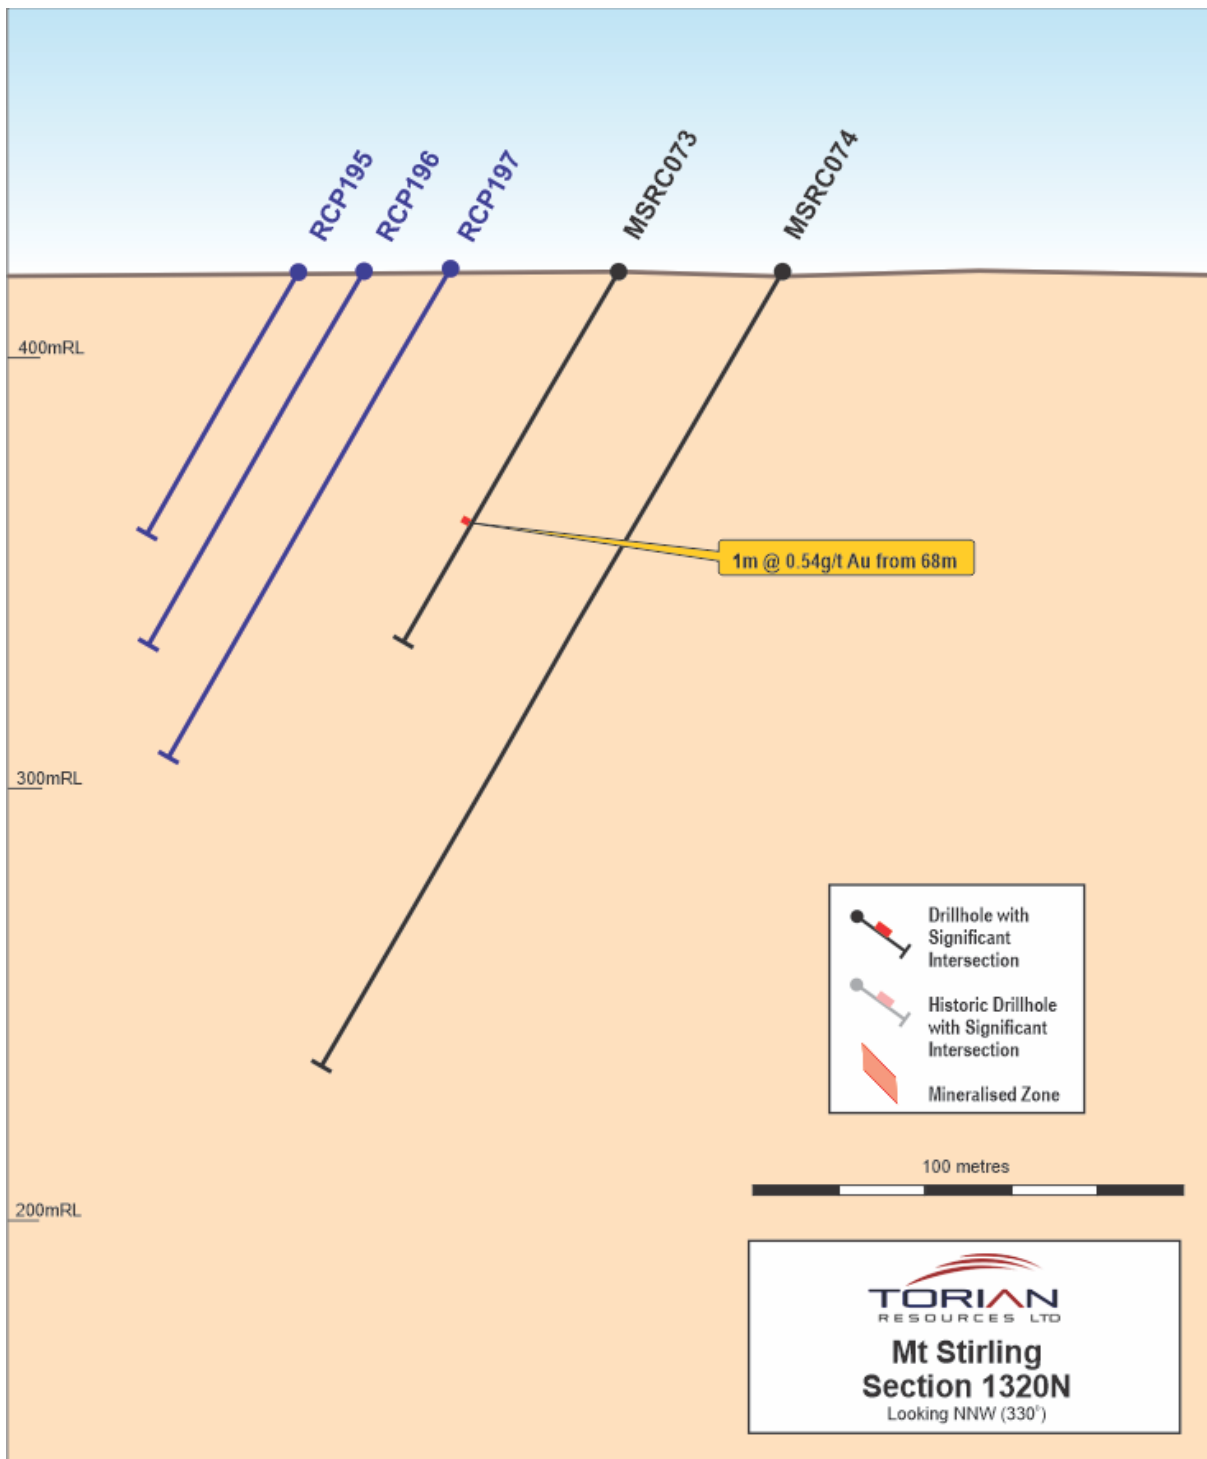 RCP195
RCP196
RCP197
MSRC073
MSRC074
400mRL
1m @ 0.54g/t Au from 68m
300mRL
Drillhole with
Significant
Intersection
Historic Drillhole
with Significant
Intersection
Mineralised Zone
100 metres
200mRL
TORIAN
RESOURCES LTD
Mt Stirling
Section 1320N
Looking NNW (330°)